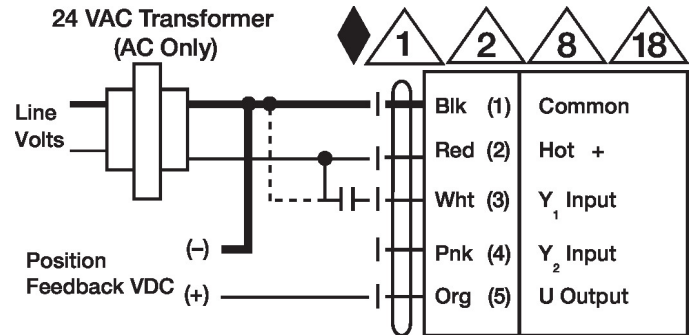 24 VAC Transformer
(AC Only)
1 2 8 18
Line
Volts
Blk (1) Common
Red (2) Hot +
Wht (3) Y1 Input
Pnk (4) Y2 Input
Org (5) U Output
Position
Feedback VDC
(–)
(+)